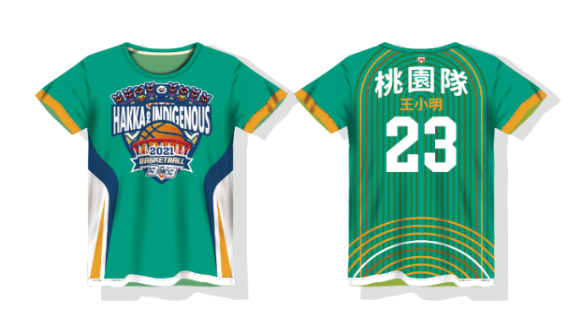 HAKKA & INDIGENOUS
2021
BASKETBALL
桃園隊
王小明
23